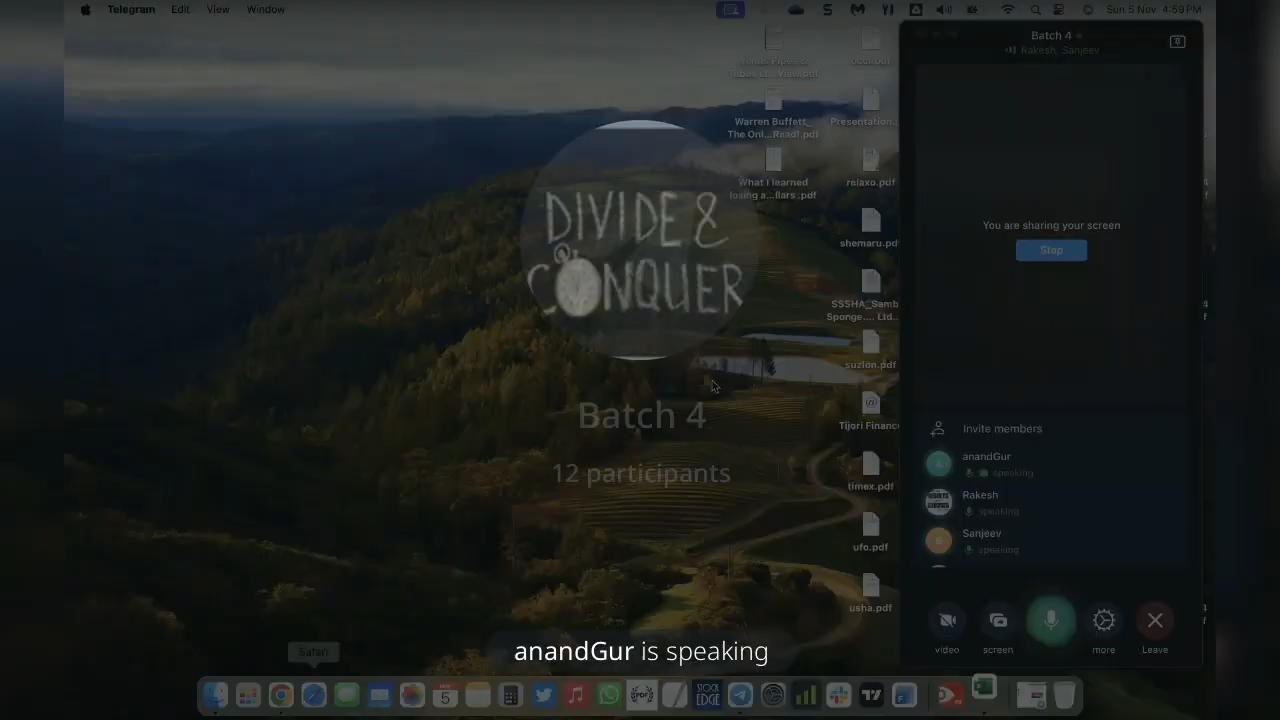 Telegram Edit View Window
Sun 5 Nov 4:59 PM
Warren Buffett_
The Onl...Read!.pdf
What I learned
losing a...llars .pdf
Presentation...
relaxo.pdf
shemaru.pdf
SSSHA_Samb
Sponge.... Ltd..
suzlon.pdf
Tijori Finance
timex.pdf
ufo.pdf
usha.pdf
DIVIDE &
CONQUER
Batch 4
12 participants
anandGur is speaking
Safari
Batch 4
Rakesh, Sanjeev
You are sharing your screen
Stop
Invite members
anandGur
speaking
Rakesh
speaking
Sanjeev
speaking
video screen more Leave
STOCK
EDGE